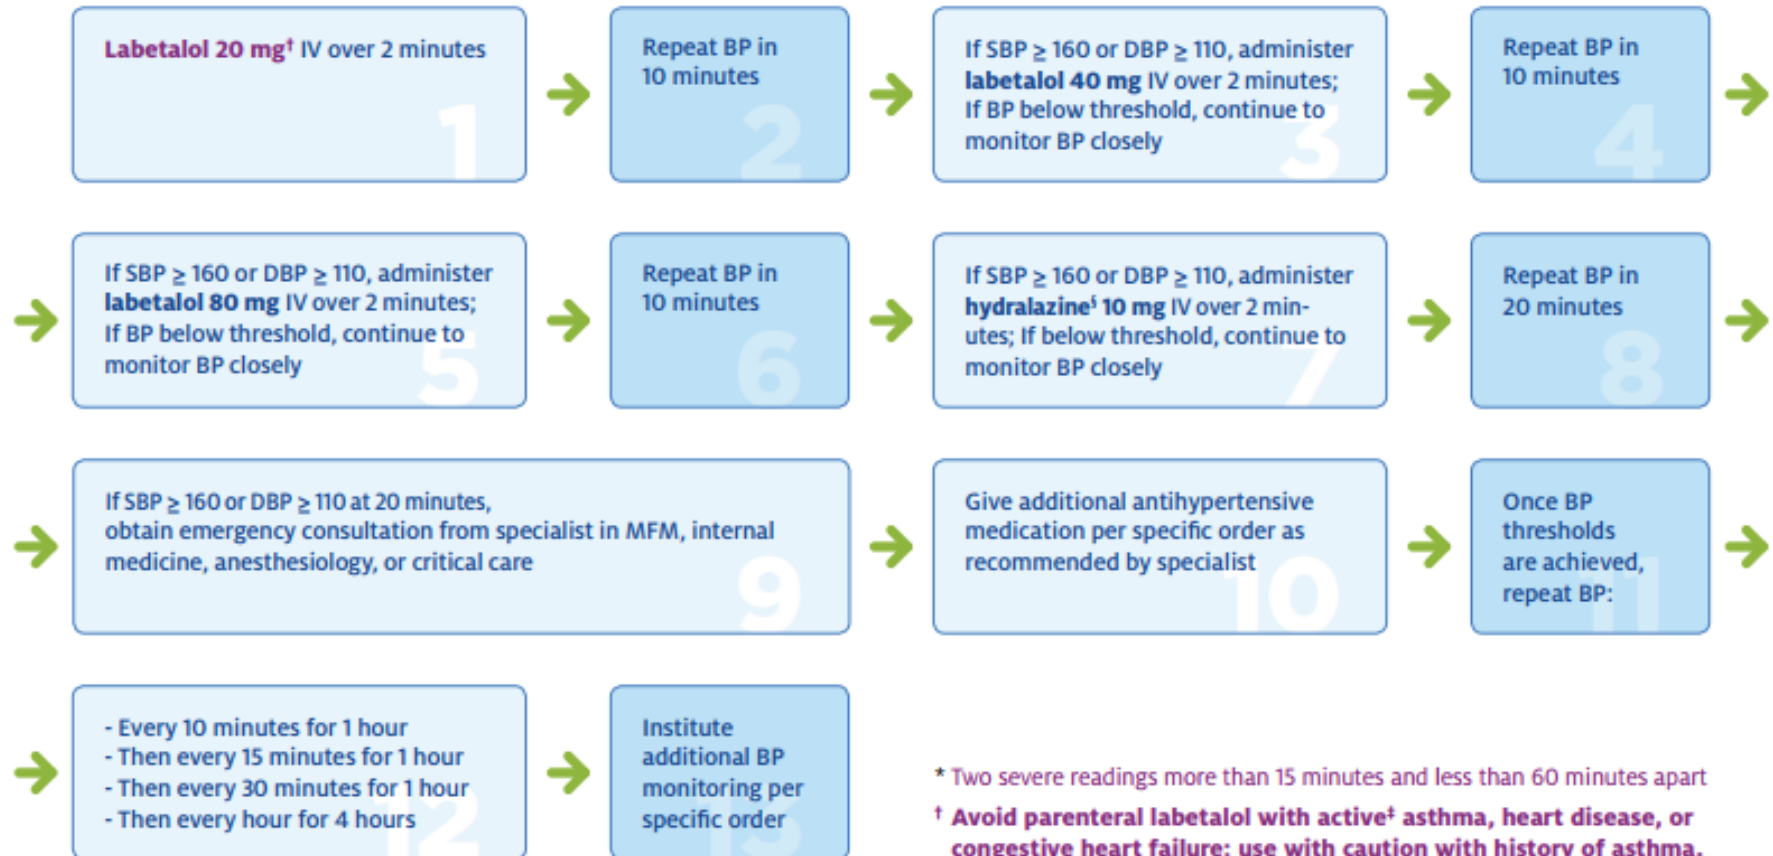 Labetalol 20 mg† IV over 2 minutes
1
Repeat BP in
10 minutes
2
If SBP ≥ 160 or DBP ≥ 110, administer
labetalol 40 mg IV over 2 minutes;
If BP below threshold, continue to
monitor BP closely
3
Repeat BP in
10 minutes
4
If SBP ≥ 160 or DBP ≥ 110, administer
labetalol 80 mg IV over 2 minutes;
If BP below threshold, continue to
monitor BP closely
5
Repeat BP in
10 minutes
6
If SBP ≥ 160 or DBP ≥ 110, administer
hydralazine§ 10 mg IV over 2 min-
utes; If below threshold, continue to
monitor BP closely
7
Repeat BP in
20 minutes
8
If SBP ≥ 160 or DBP ≥ 110 at 20 minutes,
obtain emergency consultation from specialist in MFM, internal
medicine, anesthesiology, or critical care
9
Give additional antihypertensive
medication per specific order as
recommended by specialist
10
Once BP
thresholds
are achieved,
repeat BP:
11
- Every 10 minutes for 1 hour
- Then every 15 minutes for 1 hour
- Then every 30 minutes for 1 hour
- Then every hour for 4 hours
12
Institute
additional BP
monitoring per
specific order
13
* Two severe readings more than 15 minutes and less than 60 minutes apart
† Avoid parenteral labetalol with active‡ asthma, heart disease, or
congestive heart failure; use with caution with history of asthma.